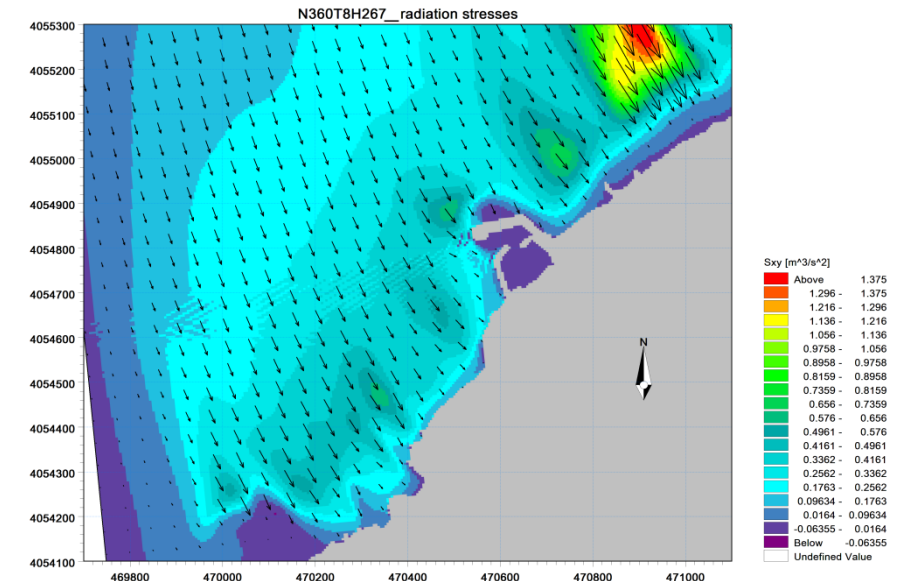 N360T8H267__radiation stresses
4055300
4055200
4055100
4055000
4054900
4054800
4054700
4054600
4054500
4054400
4054300
4054200
4054100
469800 470000 470200 470400 470600 470800 471000
N
Sxy [m^3/s^2]
Above 1.375
1.296 - 1.375
1.216 - 1.296
1.136 - 1.216
1.056 - 1.136
0.9758 - 1.056
0.8958 - 0.9758
0.8159 - 0.8958
0.7359 - 0.8159
0.656 - 0.7359
0.576 - 0.656
0.4961 - 0.576
0.4161 - 0.4961
0.3362 - 0.4161
0.2562 - 0.3362
0.1763 - 0.2562
0.09634 - 0.1763
0.0164 - 0.09634
-0.06355 - 0.0164
Below -0.06355
Undefined Value